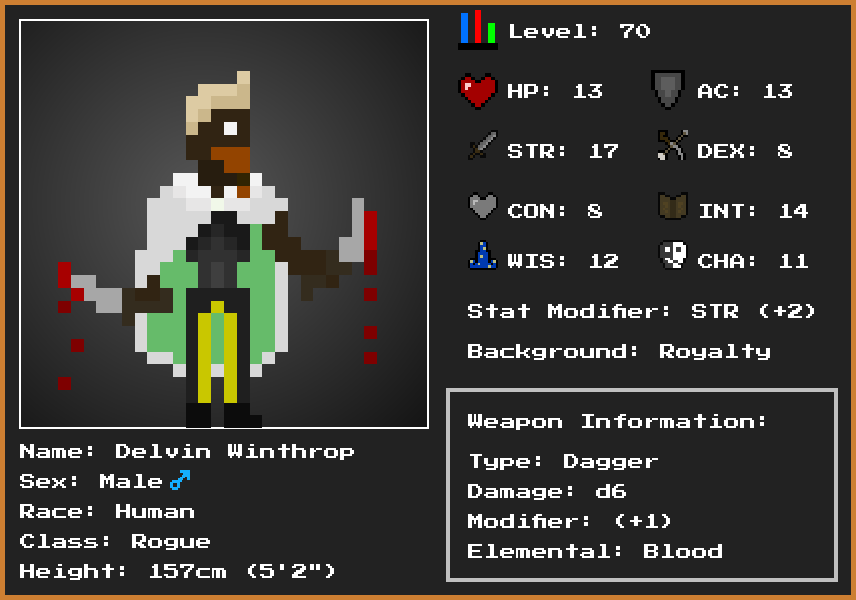 Level: 70
HP: 13
AC: 13
STR: 17
DEX: 8
CON: 8
INT: 14
WIS: 12
CHA: 11
Stat Modifier: STR (+2)
Background: Royalty
Weapon Information:
Type: Dagger
Damage: d6
Modifier: (+1)
Elemental: Blood
Name: Delvin Winthrop
Sex: Male♂
Race: Human
Class: Rogue
Height: 157cm (5'2")